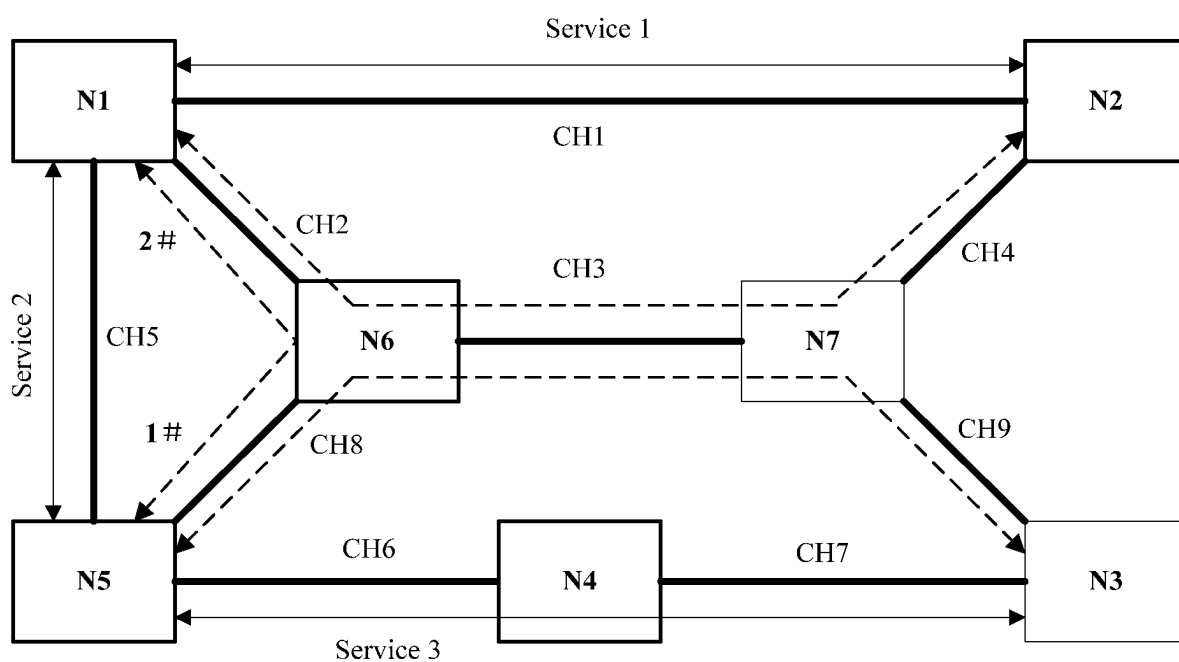 Service 1
N1
N2
CH1
CH2
2#
CH3
CH4
Service 2
CH5
N6
N7
1#
CH8
CH9
CH6
CH7
N5
N4
N3
Service 3